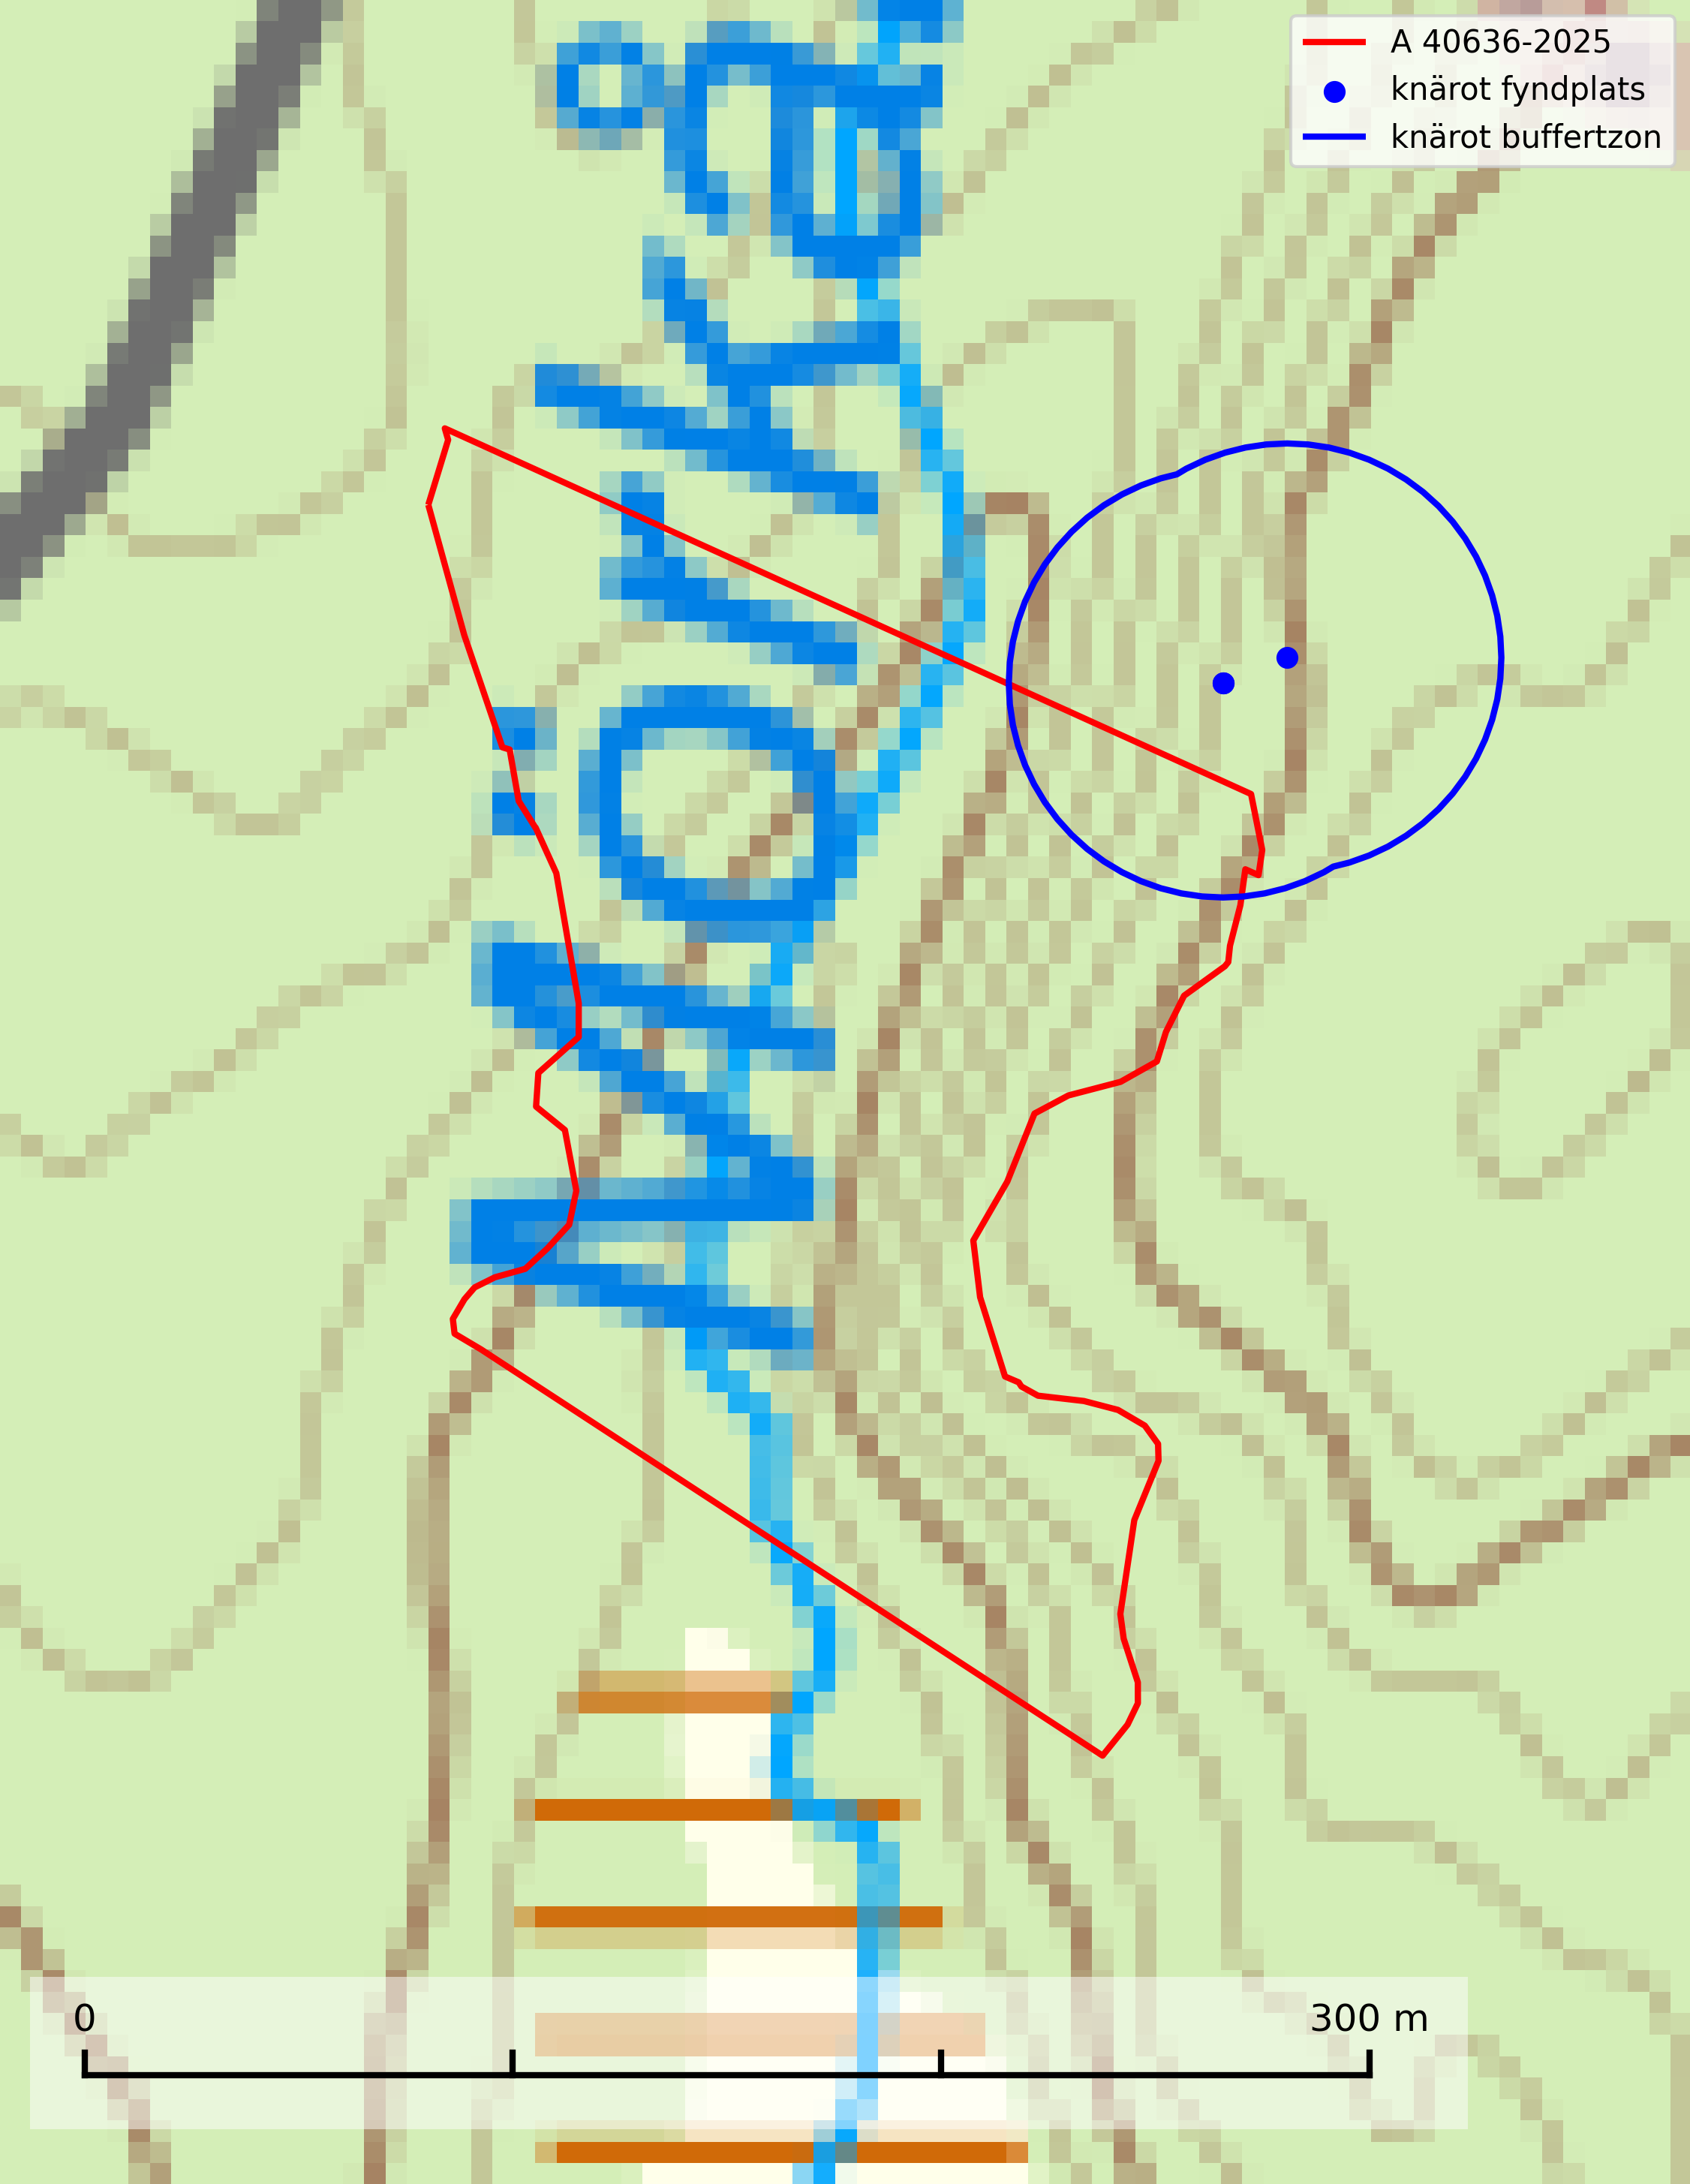 A 40636-2025
knärot fyndplats
knärot buffertzon
0
300 m